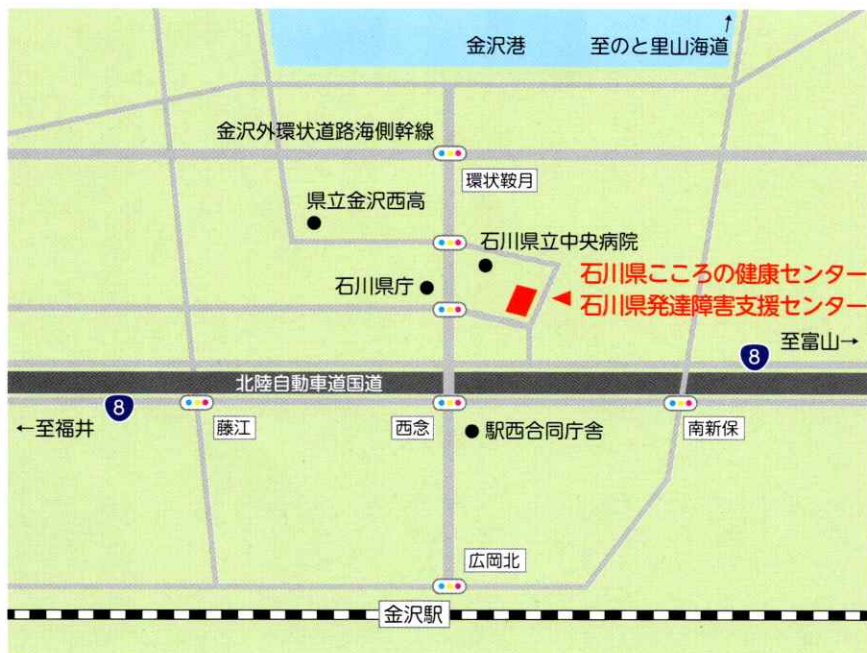 金沢港
至のと里山海道
↑
金沢外環状道路海側幹線
環状鞍月
県立金沢西高
石川県立中央病院
石川県庁
石川県こころの健康センター
石川県発達障害支援センター
至富山→
8
北陸自動車道国道
8
←至福井
藤江
西念
駅西合同庁舎
南新保
広岡北
金沢駅